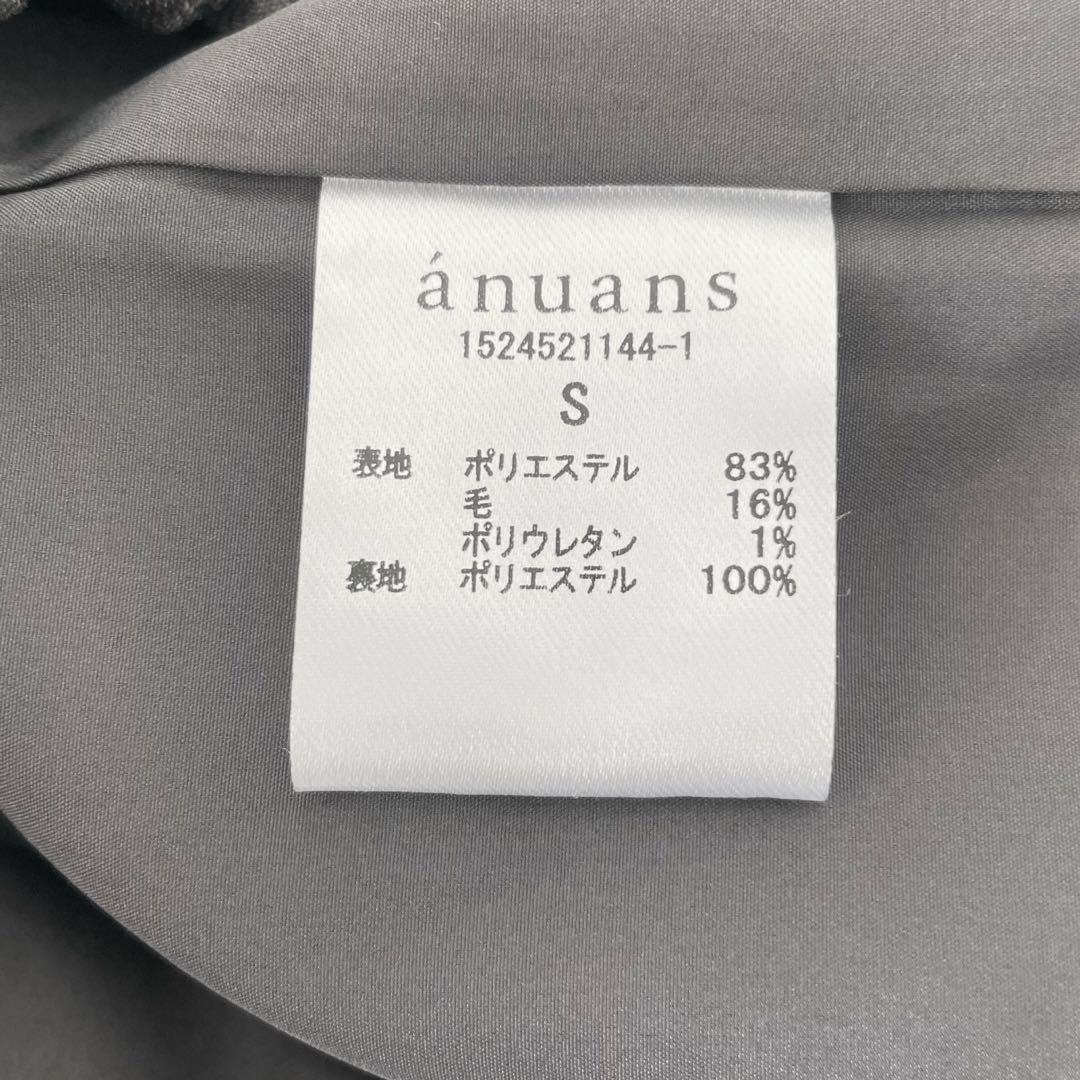 ánuans
1524521144-1
S
表地 ポリエステル 83%
毛 16%
ポリウレタン 1%
裏地 ポリエステル 100%